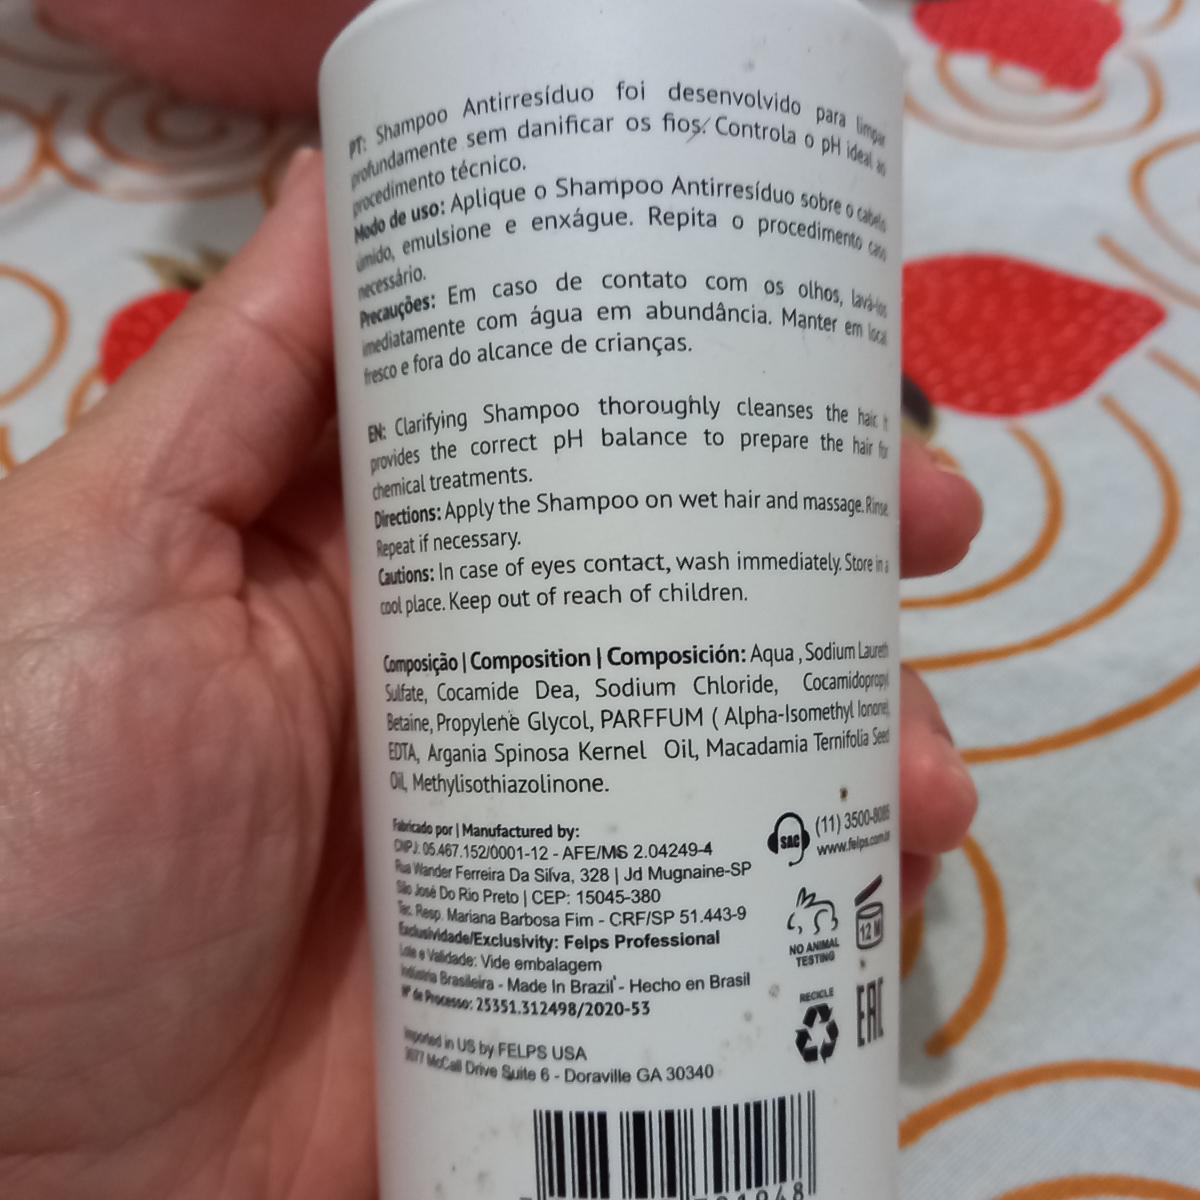 PT: Shampoo Antirresíduo foi desenvolvido para limpar
profundamente sem danificar os fios. Controla o pH ideal ao
procedimento técnico.
Modo de uso: Aplique o Shampoo Antirresíduo sobre o cabelo
úmido, emulsione e enxágue. Repita o procedimento caso
necessário.
Precauções: Em caso de contato com os olhos, lavá-los
imediatamente com água em abundância. Manter em local
fresco e fora do alcance de crianças.
EN: Clarifying Shampoo thoroughly cleanses the hair. It
provides the correct pH balance to prepare the hair for
chemical treatments.
Directions: Apply the Shampoo on wet hair and massage. Rinse.
Repeat if necessary.
Cautions: In case of eyes contact, wash immediately. Store in a
cool place. Keep out of reach of children.
Composição | Composition | Composición: Aqua , Sodium Laureth
Sulfate, Cocamide Dea, Sodium Chloride, Cocamidopropyl
Betaine, Propylene Glycol, PARFFUM ( Alpha-Isomethyl Ionone),
EDTA, Argania Spinosa Kernel Oil, Macadamia Ternifolia Seed
Oil, Methylisothiazolinone.
Fabricado por | Manufactured by:
CNPJ: 05.467.152/0001-12 - AFE/MS 2.04249-4
Rua Wander Ferreira Da Silva, 328 | Jd Mugnaine-SP
São José Do Rio Preto | CEP: 15045-380
Tec. Resp. Mariana Barbosa Fim - CRF/SP 51.443-9
Exclusividade/Exclusivity: Felps Professional
Lote e Validade: Vide embalagem
Indústria Brasileira - Made In Brazil - Hecho en Brasil
Nº de Processo: 25351.312498/2020-53
Imported in US by FELPS USA
McCall Drive Suite 6 - Doraville GA 30340
SAC
(11) 3500-8085
www.felps.com.br
NO ANIMAL
TESTING
12 M
RECICLE
EAC